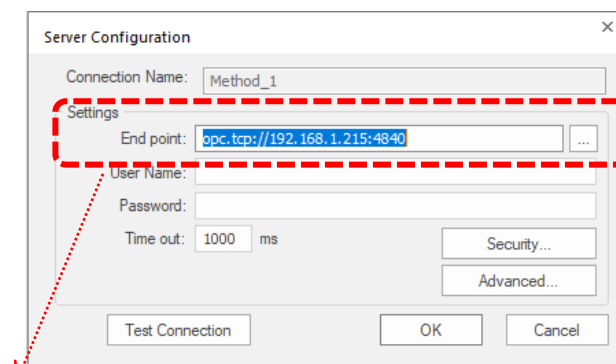 Server Configuration
Connection Name: Method_1
Settings
End point: opc.tcp://192.168.1.215:4840 ...
User Name:
Password:
Time out: 1000 ms
Security...
Advanced...
Test Connection OK Cancel